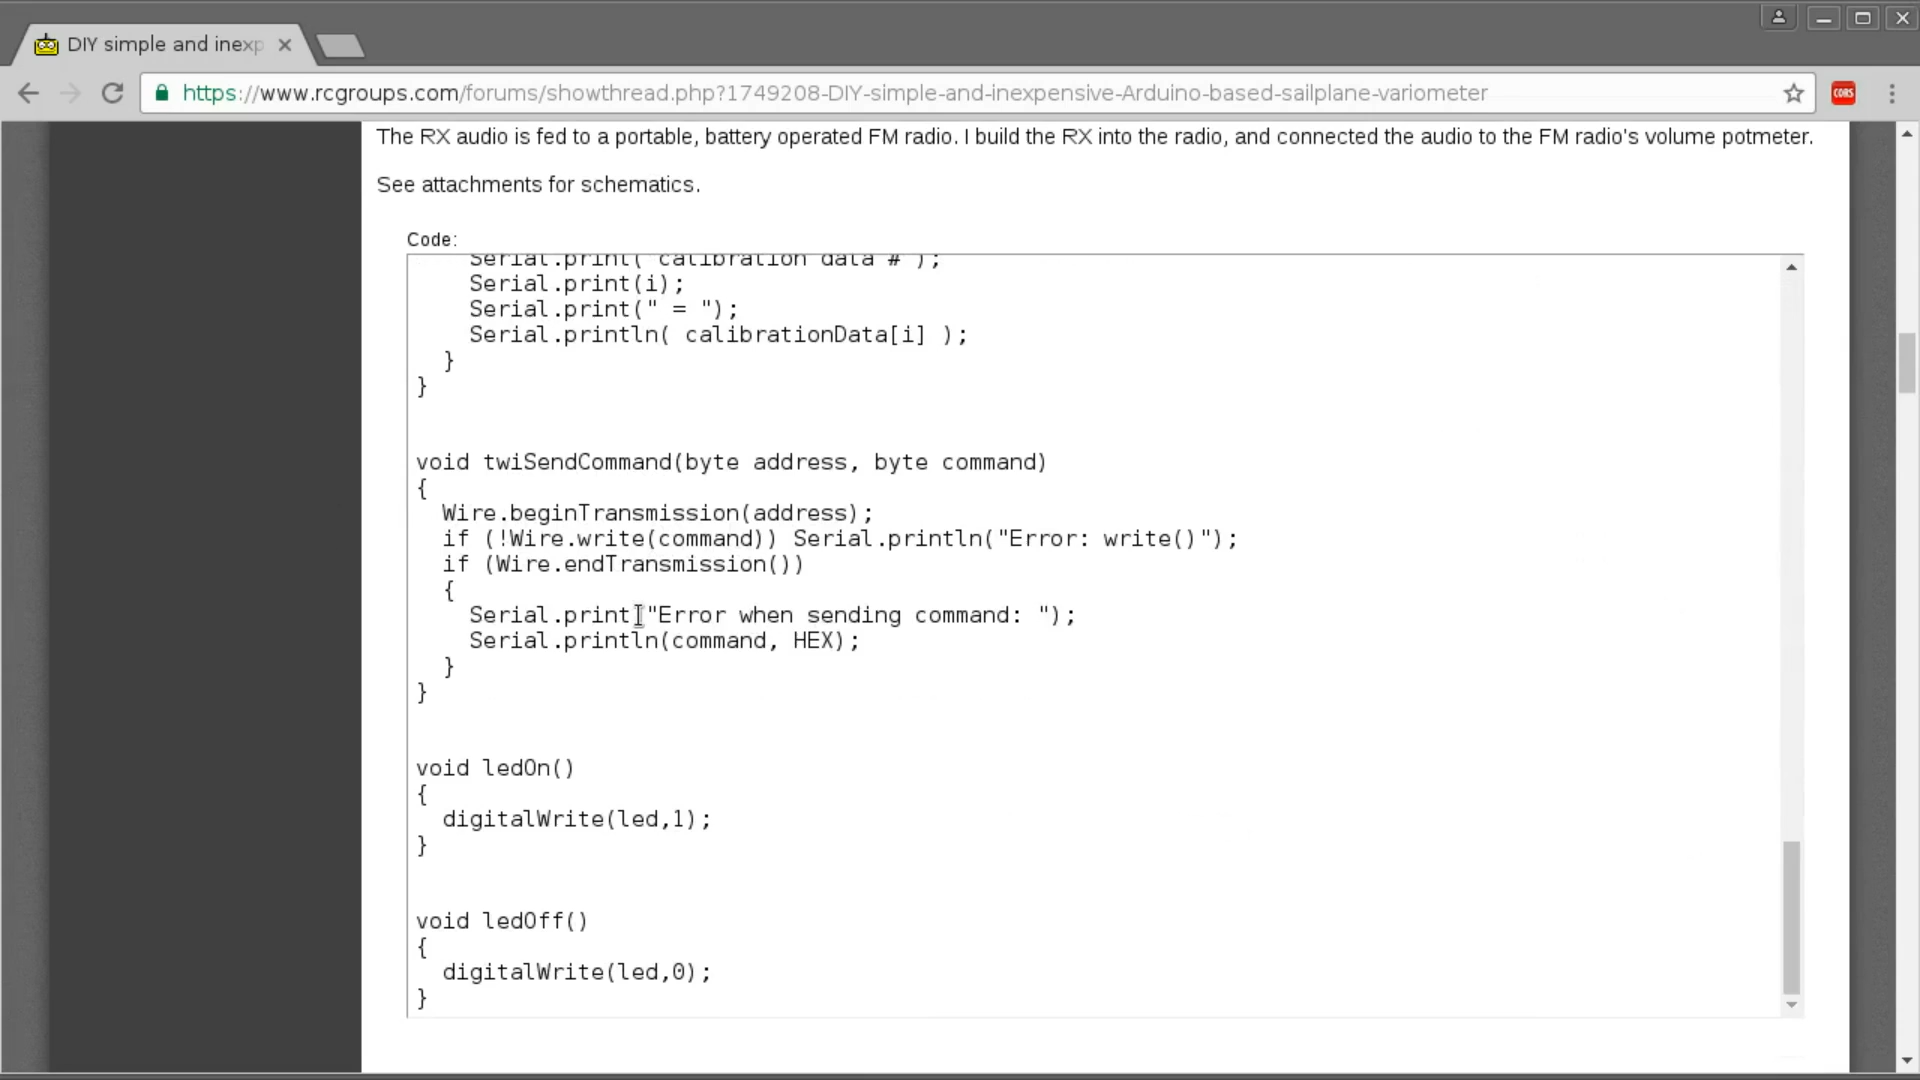 DIY simple and inexp
https://www.rcgroups.com/forums/showthread.php?1749208-DIY-simple-and-inexpensive-Arduino-based-sailplane-variometer
CORS
The RX audio is fed to a portable, battery operated FM radio. I build the RX into the radio, and connected the audio to the FM radio's volume potmeter.
See attachments for schematics.
Code:
Serial.print("calibration data #");
Serial.print(i);
Serial.print(" = ");
Serial.println( calibrationData[i] );
}
}
void twiSendCommand(byte address, byte command)
{
Wire.beginTransmission(address);
if (!Wire.write(command)) Serial.println("Error: write()");
if (Wire.endTransmission())
{
Serial.print("Error when sending command: ");
Serial.println(command, HEX);
}
}
void ledOn()
{
digitalWrite(led,1);
}
void ledOff()
{
digitalWrite(led,0);
}